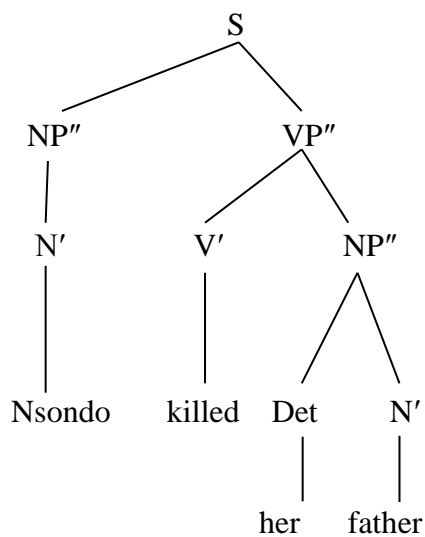 S
NP″ VP″
N′ V′ NP″
Nsondo killed Det N′
her father